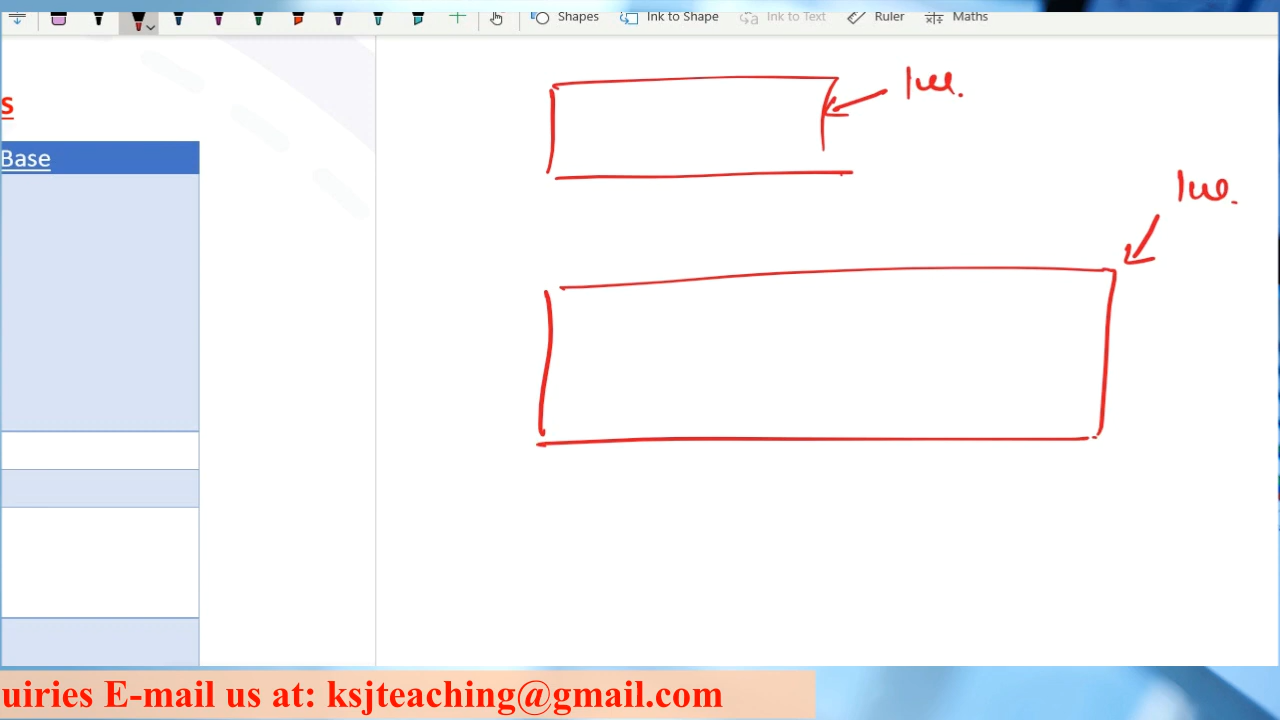 Shapes Ink to Shape Ink to Text Ruler Maths
s
Base
uiries E-mail us at: ksjteaching@gmail.com